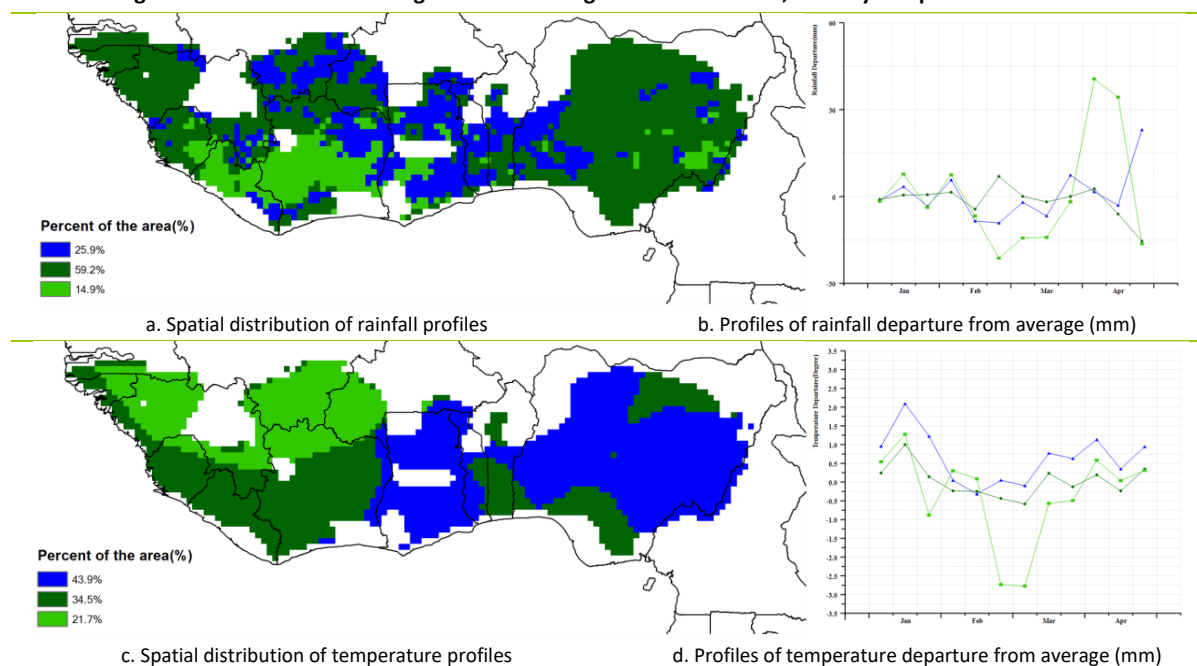 Percent of the area(%)
25.9%
59.2%
14.9%
Rainfall Departure(mm)
60
30
0
-30
Jan
Feb
Mar
Apr
a. Spatial distribution of rainfall profiles
b. Profiles of rainfall departure from average (mm)
Percent of the area(%)
43.9%
34.5%
21.7%
Temperature Departure(Degree)
3.5
3.0
2.5
2.0
1.5
1.0
0.5
0.0
-0.5
-1.0
-1.5
-2.0
-2.5
-3.0
-3.5
Jan
Feb
Mar
Apr
c. Spatial distribution of temperature profiles
d. Profiles of temperature departure from average (mm)